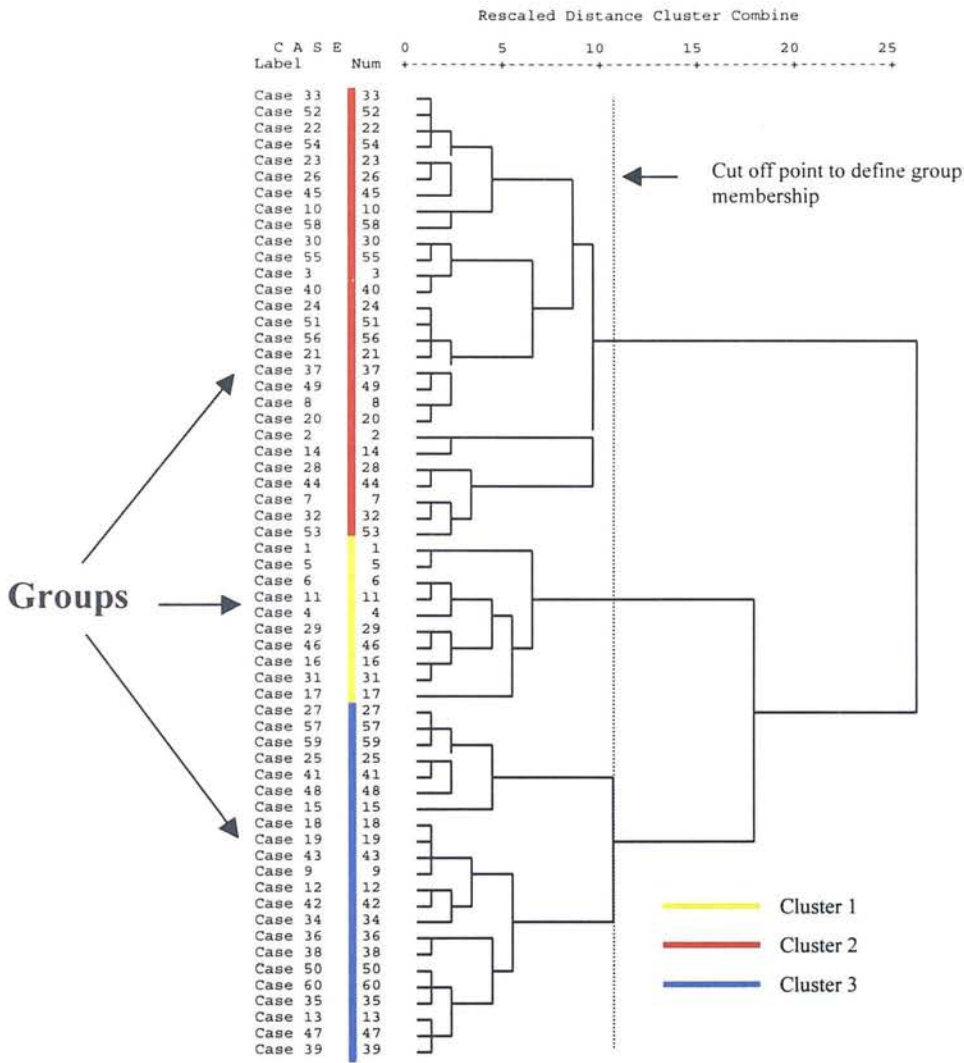 Rescaled Distance Cluster Combine
C A S E 0 5 10 15 20 25
Label Num +---------+---------+---------+---------+---------+
Case 33 33
Case 52 52
Case 22 22
Case 54 54
Case 23 23
Case 26 26
Case 45 45
Case 10 10
Case 58 58
Case 30 30
Case 55 55
Case 3 3
Case 40 40
Case 24 24
Case 51 51
Case 56 56
Case 21 21
Case 37 37
Case 49 49
Case 8 8
Case 20 20
Case 2 2
Case 14 14
Case 28 28
Case 44 44
Case 7 7
Case 32 32
Case 53 53
Case 1 1
Case 5 5
Case 6 6
Case 11 11
Case 4 4
Case 29 29
Case 46 46
Case 16 16
Case 31 31
Case 17 17
Case 27 27
Case 57 57
Case 59 59
Case 25 25
Case 41 41
Case 48 48
Case 15 15
Case 18 18
Case 19 19
Case 43 43
Case 9 9
Case 12 12
Case 42 42
Case 34 34
Case 36 36
Case 38 38
Case 50 50
Case 60 60
Case 35 35
Case 13 13
Case 47 47
Case 39 39
Cut off point to define group
membership
Groups
Cluster 1
Cluster 2
Cluster 3